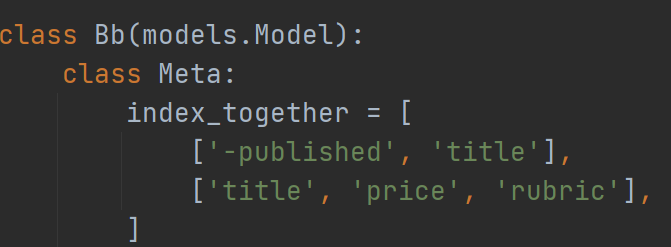 class Bb(models.Model):
    class Meta:
        index_together = [
            ['-published', 'title'],
            ['title', 'price', 'rubric'],
        ]